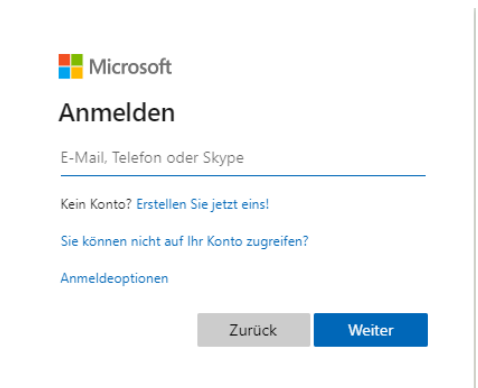 Microsoft
Anmelden
E-Mail, Telefon oder Skype
Kein Konto? Erstellen Sie jetzt eins!
Sie können nicht auf Ihr Konto zugreifen?
Anmeldeoptionen
Zurück Weiter